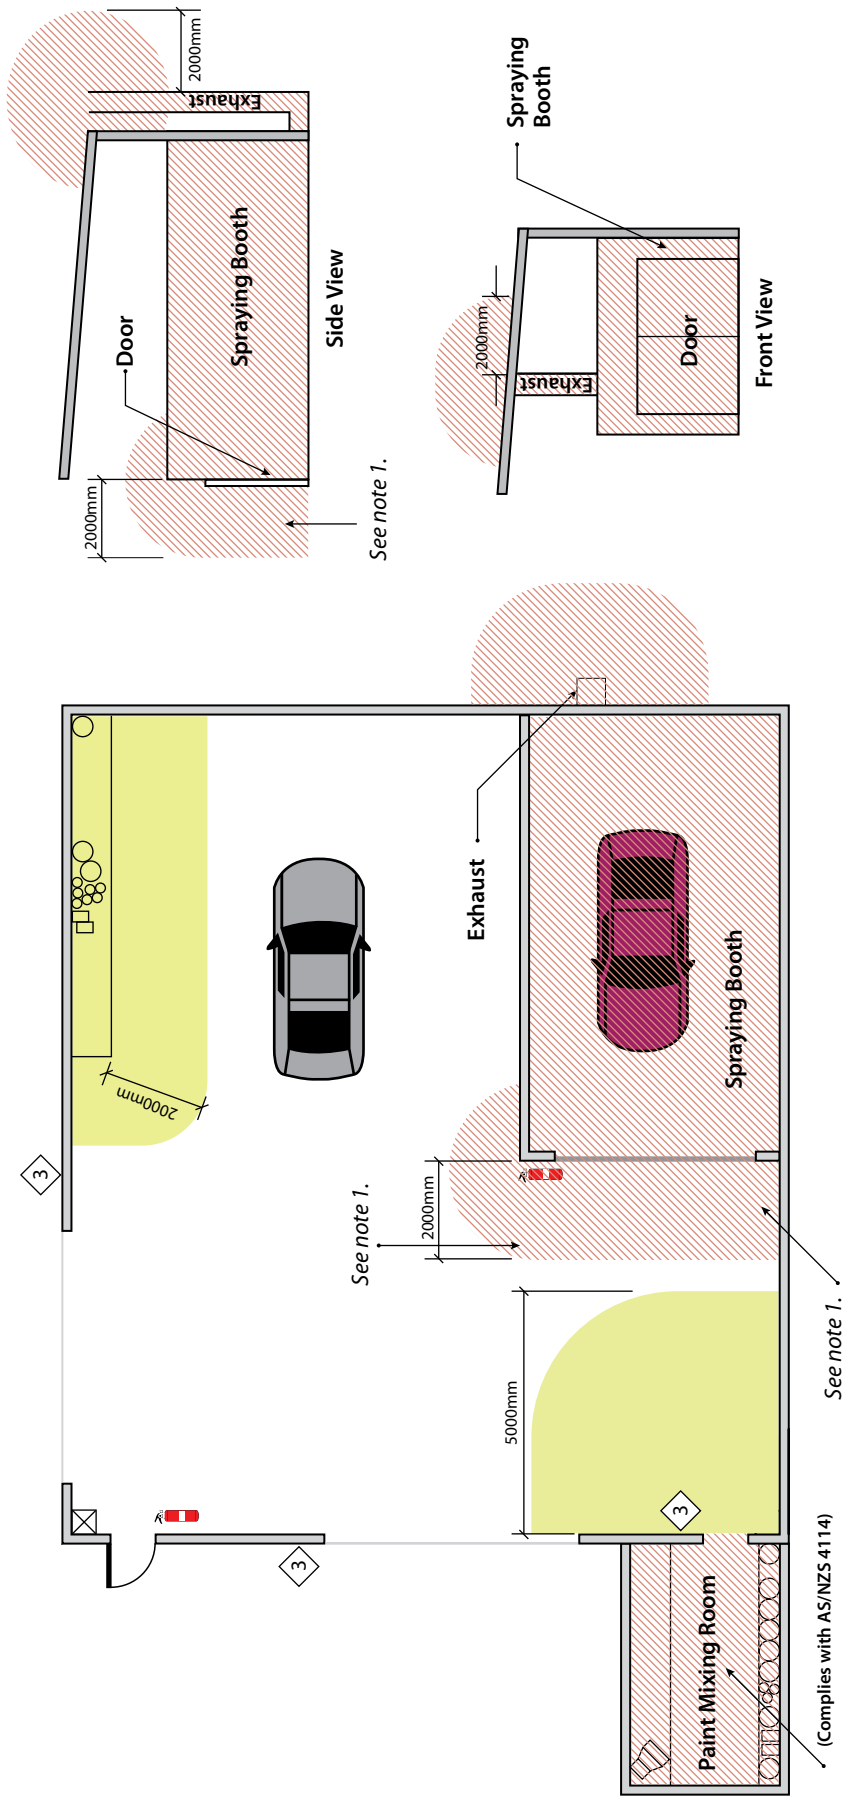 2000mm
Exhaust
Door
Spraying Booth
Side View
2000mm
See note 1.
Spraying
Booth
2000mm
Exhaust
Door
Front View
2000mm
3
Exhaust
Spraying Booth
See note 1.
2000mm
See note 1.
5000mm
3
3
Paint Mixing Room
(Complies with AS/NZS 4114)